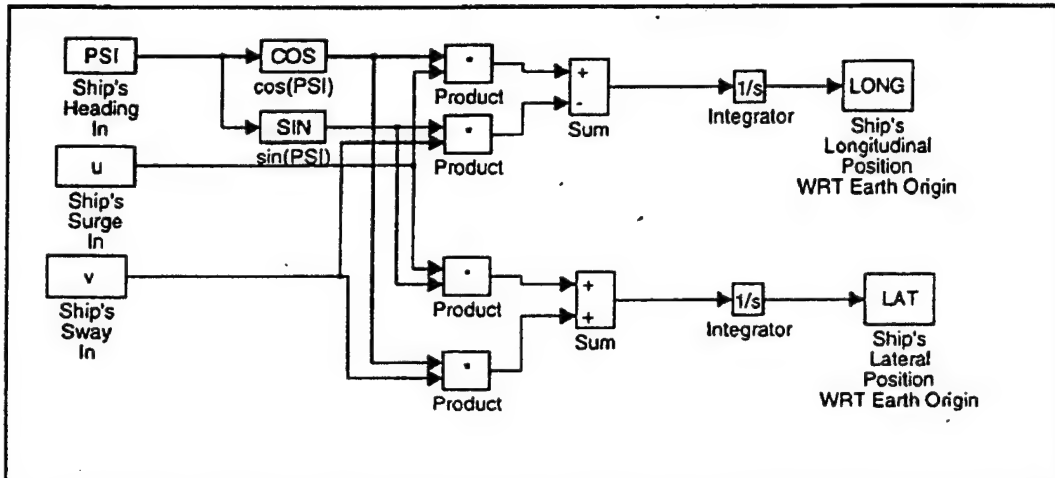 PSI
Ship's
Heading
In
COS
cos(PSI)
SIN
sin(PSI)
u
Ship's
Surge
In
v
Ship's
Sway
In
*
Product
*
Product
+
-
Sum
1/s
Integrator
LONG
Ship's
Longitudinal
Position
WRT Earth Origin
*
Product
*
Product
+
+
Sum
1/s
Integrator
LAT
Ship's
Lateral
Position
WRT Earth Origin